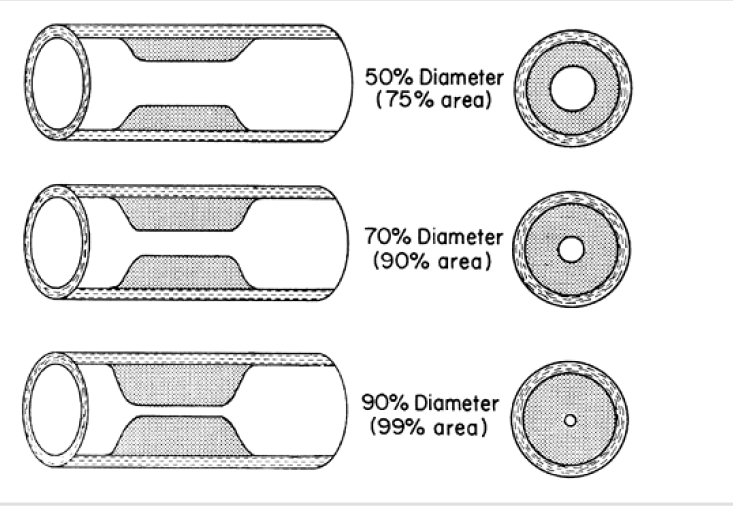 50% Diameter
(75% area)
70% Diameter
(90% area)
90% Diameter
(99% area)